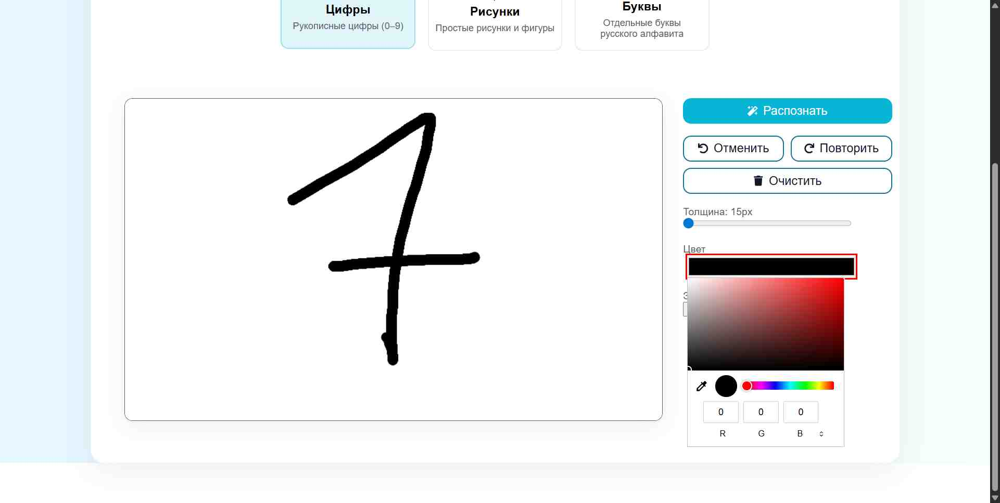 Цифры
Рукописные цифры (0–9)
Рисунки
Простые рисунки и фигуры
Буквы
Отдельные буквы
русского алфавита
7
Распознать
Отменить
Повторить
Очистить
Толщина: 15px
Цвет
0
0
0
R
G
B